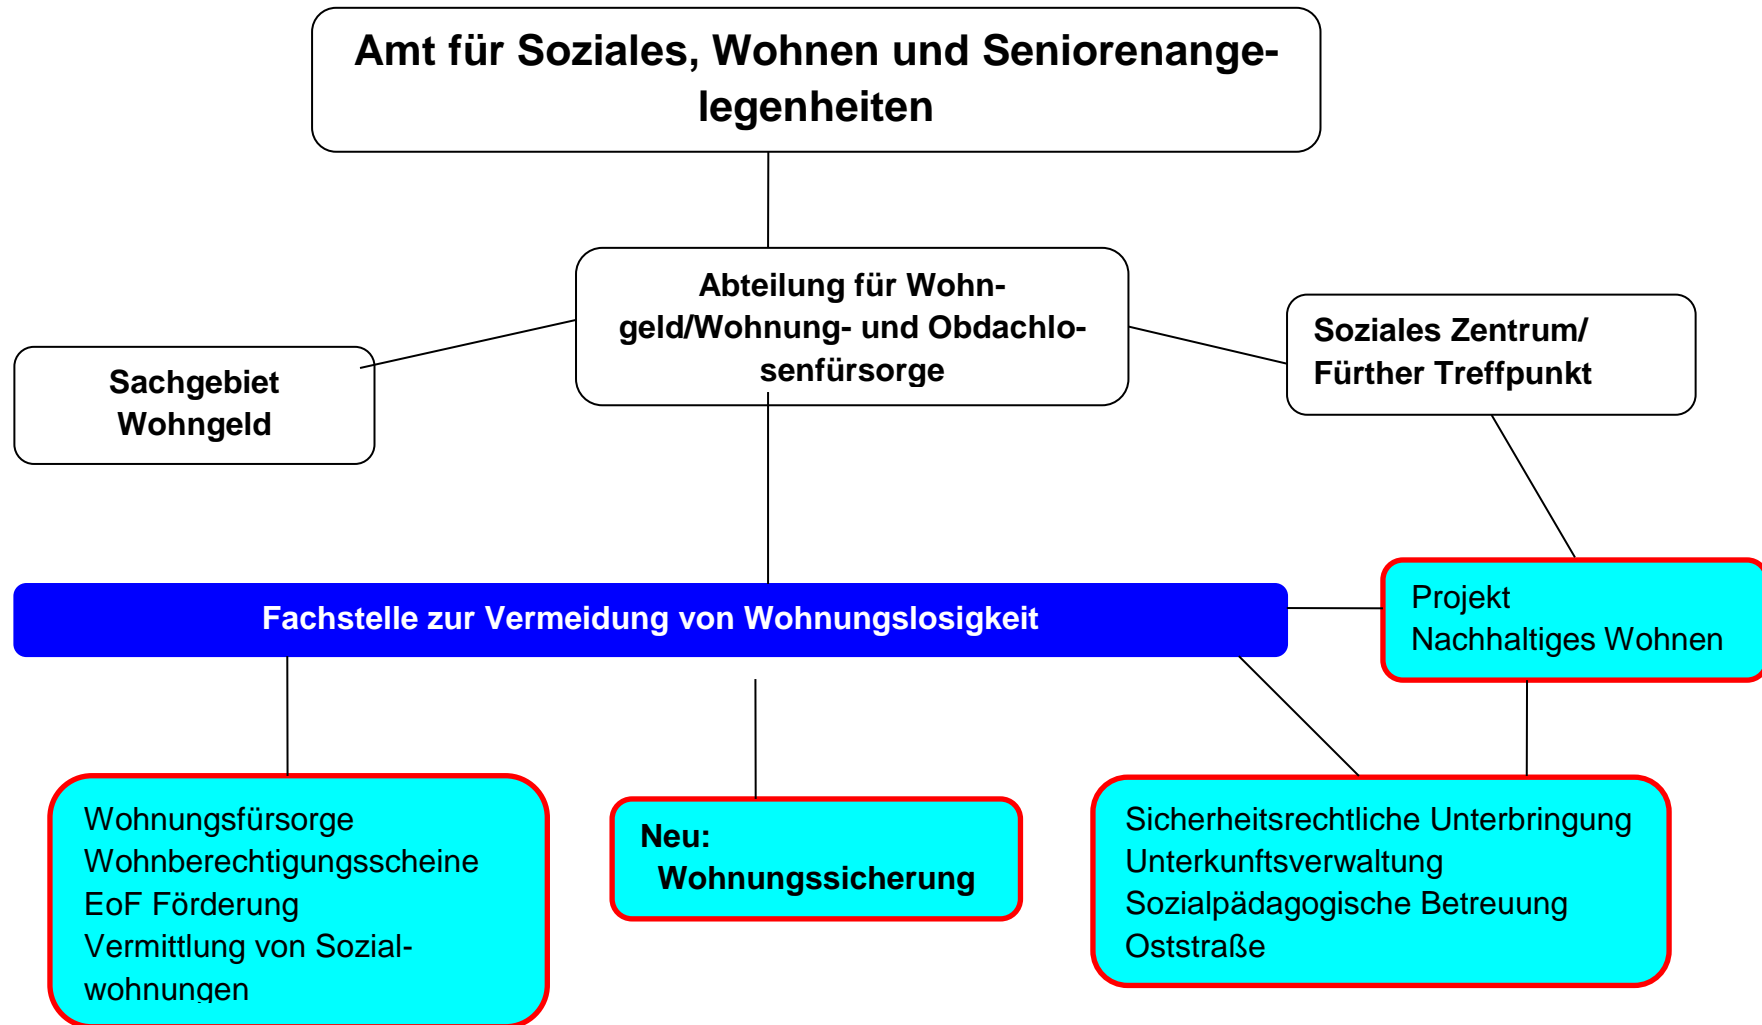 Amt für Soziales, Wohnen und Seniorenange-
legenheiten
Abteilung für Wohn-
geld/Wohnung- und Obdachlo-
senfürsorge
Soziales Zentrum/
Fürther Treffpunkt
Sachgebiet
Wohngeld
Fachstelle zur Vermeidung von Wohnungslosigkeit
Projekt
Nachhaltiges Wohnen
Wohnungsfürsorge
Wohnberechtigungsscheine
EoF Förderung
Vermittlung von Sozial-
wohnungen
Neu:
Wohnungssicherung
Sicherheitsrechtliche Unterbringung
Unterkunftsverwaltung
Sozialpädagogische Betreuung
Oststraße